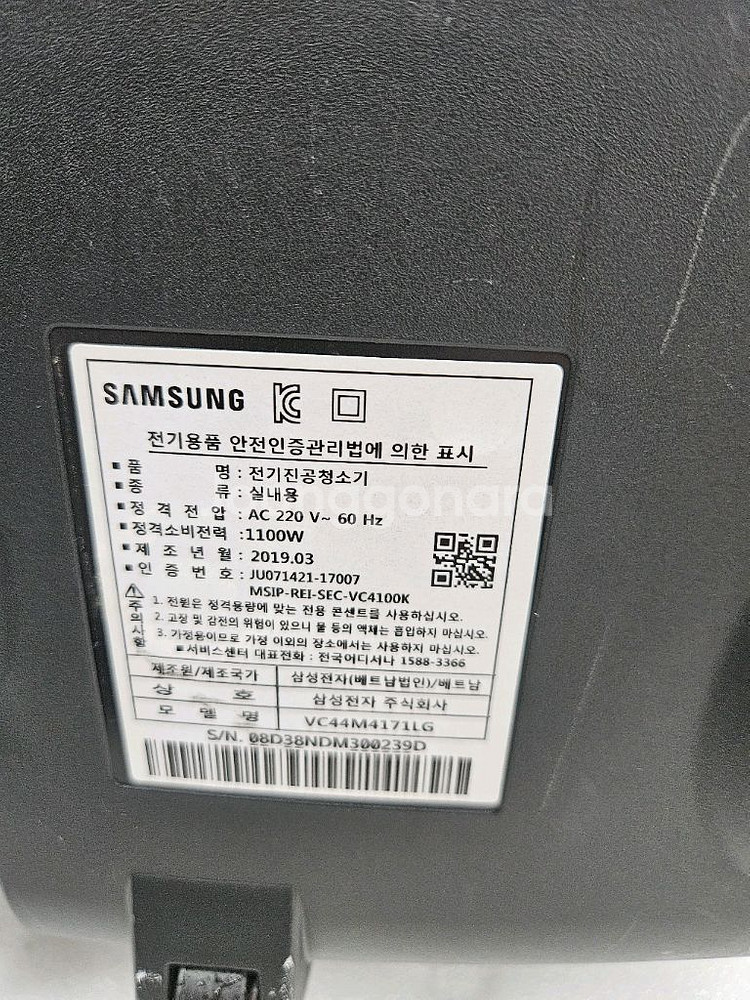 SAMSUNG
전기용품 안전인증관리법에 의한 표시
품 명 : 전기진공청소기
종 류 : 실내용
정 격 전 압 : AC 220 V~ 60 Hz
정격소비전력 : 1100W
제 조 년 월 : 2019.03
인 증 번 호 : JU071421-17007
MSIP-REI-SEC-VC4100K
주의사항
1. 전원은 정격용량에 맞는 전용 콘센트를 사용하십시오.
2. 고장 및 감전의 위험이 있으니 물 등의 액체는 흡입하지 마십시오.
3. 가정용이므로 가정 이외의 장소에서는 사용하지 마십시오.
서비스센터 대표전화 : 전국어디서나 1588-3366
제조원/제조국가 삼성전자(베트남법인)/베트남
상 호 삼성전자 주식회사
모 델 명 VC44M4171LG
S/N. 08D38NDM300239D